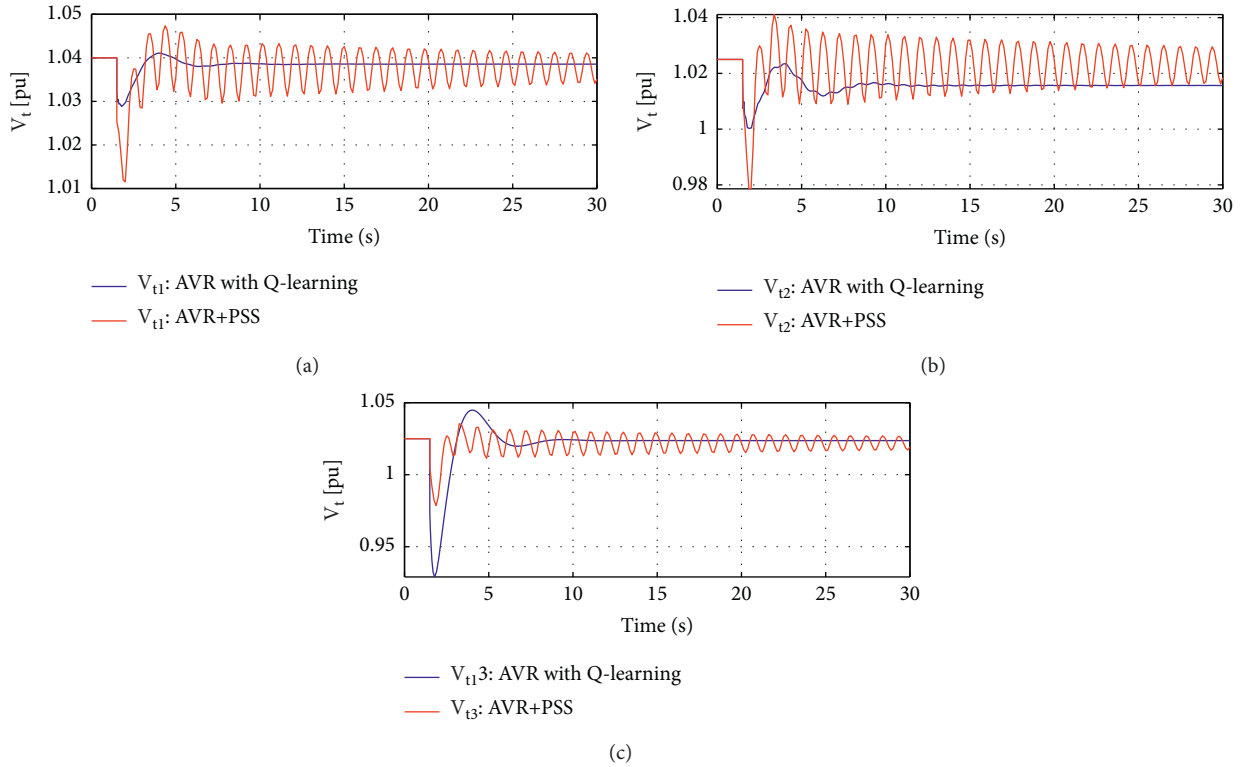 1.05
1.04
1.03
1.02
1.01
V_t [pu]
0 5 10 15 20 25 30
Time (s)
V_t1: AVR with Q-learning
V_t1: AVR+PSS
(a)
1.04
1.02
1
0.98
V_t [pu]
0 5 10 15 20 25 30
Time (s)
V_t2: AVR with Q-learning
V_t2: AVR+PSS
(b)
1.05
1
0.95
V_t [pu]
0 5 10 15 20 25 30
Time (s)
V_t13: AVR with Q-learning
V_t3: AVR+PSS
(c)